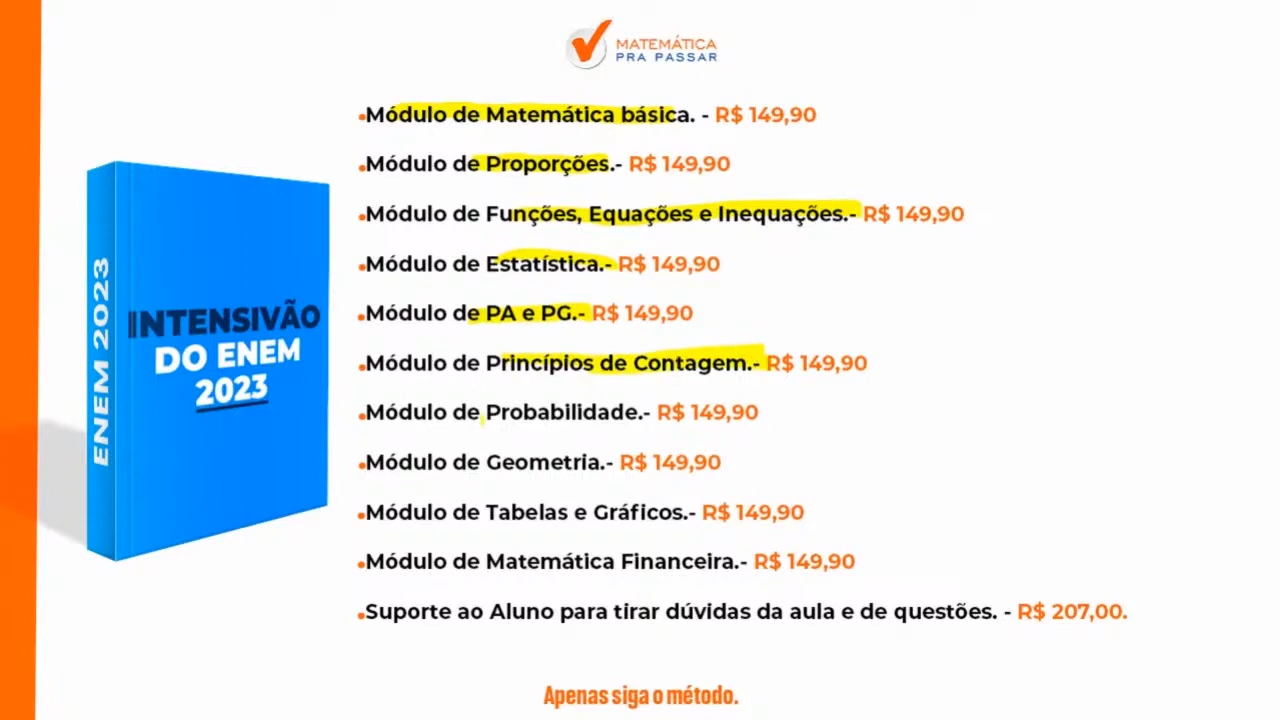 MATEMÁTICA
PRA PASSAR
•Módulo de Matemática básica. - R$ 149,90
•Módulo de Proporções.- R$ 149,90
•Módulo de Funções, Equações e Inequações.- R$ 149,90
•Módulo de Estatística.- R$ 149,90
•Módulo de PA e PG.- R$ 149,90
•Módulo de Princípios de Contagem.- R$ 149,90
•Módulo de Probabilidade.- R$ 149,90
•Módulo de Geometria.- R$ 149,90
•Módulo de Tabelas e Gráficos.- R$ 149,90
•Módulo de Matemática Financeira.- R$ 149,90
•Suporte ao Aluno para tirar dúvidas da aula e de questões. - R$ 207,00.
ENEM 2023
INTENSIVÃO
DO ENEM
2023
Apenas siga o método.